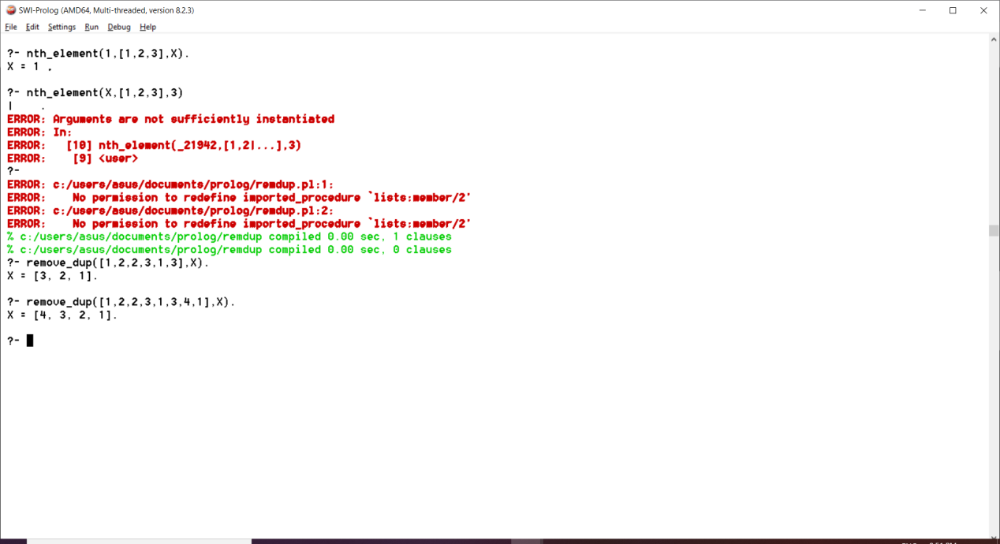 SWI-Prolog (AMD64, Multi-threaded, version 8.2.3)
File Edit Settings Run Debug Help
?- nth_element(1,[1,2,3],X).
X = 1 .
?- nth_element(X,[1,2,3],3)
|    .
ERROR: Arguments are not sufficiently instantiated
ERROR: In:
ERROR:   [10] nth_element(_21942,[1,2|...],3)
ERROR:    [9] <user>
?-
ERROR: c:/users/asus/documents/prolog/remdup.pl:1:
ERROR:    No permission to redefine imported_procedure `lists:member/2'
ERROR: c:/users/asus/documents/prolog/remdup.pl:2:
ERROR:    No permission to redefine imported_procedure `lists:member/2'
% c:/users/asus/documents/prolog/remdup compiled 0.00 sec, 1 clauses
% c:/users/asus/documents/prolog/remdup compiled 0.00 sec, 0 clauses
?- remove_dup([1,2,2,3,1,3],X).
X = [3, 2, 1].
?- remove_dup([1,2,2,3,1,3,4,1],X).
X = [4, 3, 2, 1].
?-